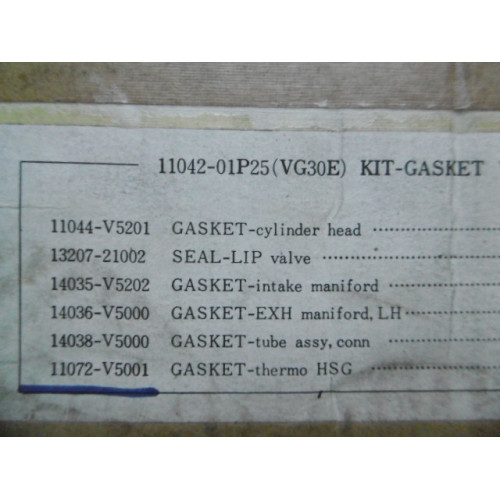 11042-01P25(VG30E) KIT-GASKET
11044-V5201 GASKET-cylinder head
13207-21002 SEAL-LIP valve
14035-V5202 GASKET-intake maniford
14036-V5000 GASKET-EXH maniford, LH
14038-V5000 GASKET-tube assy, conn
11072-V5001 GASKET-thermo HSG